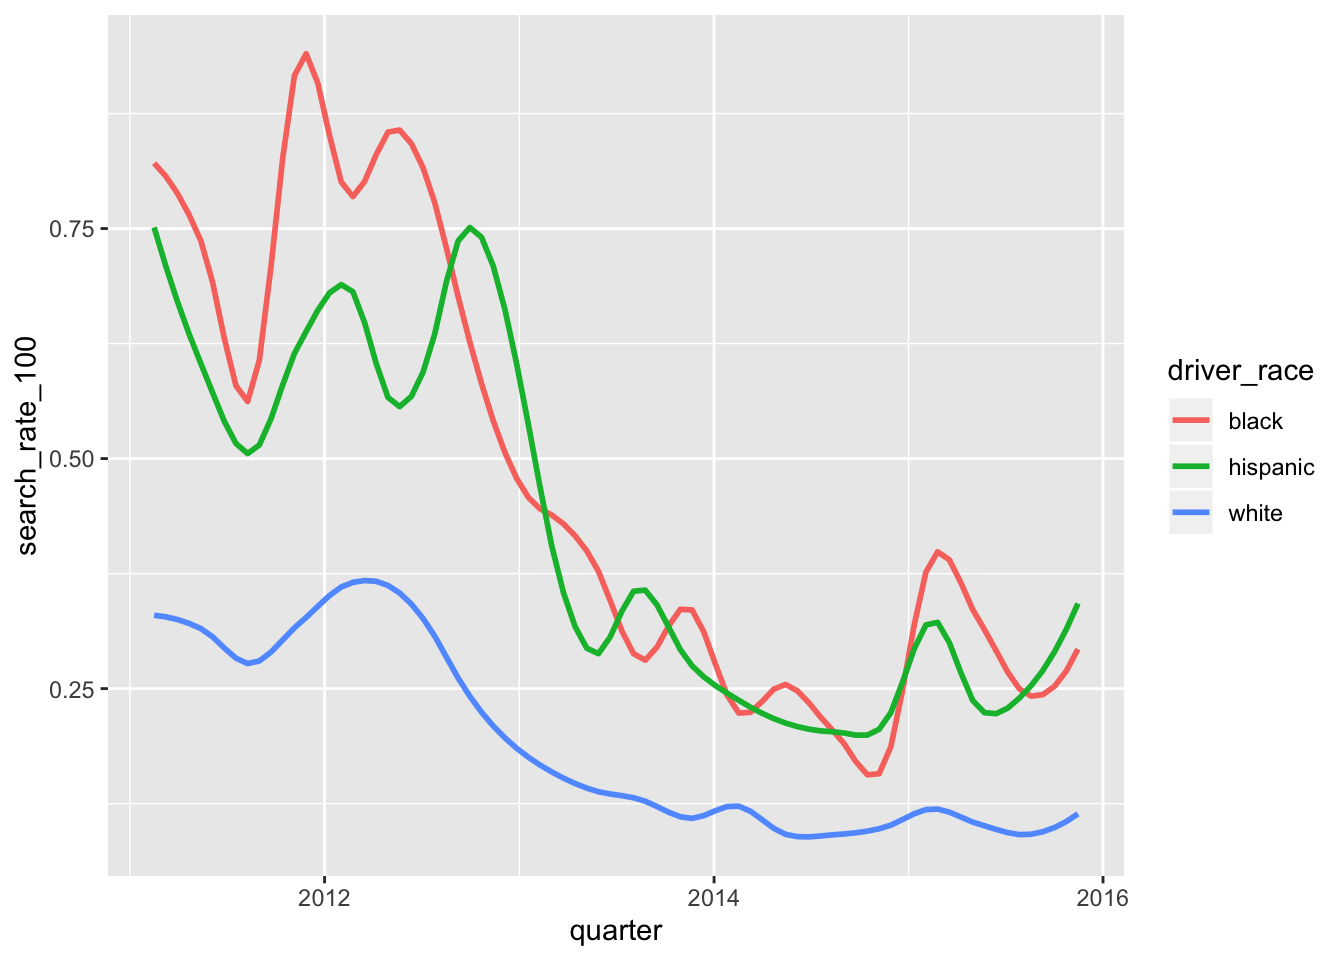 search_rate_100
0.75
0.50
0.25
2012
2014
2016
quarter
driver_race
black
hispanic
white